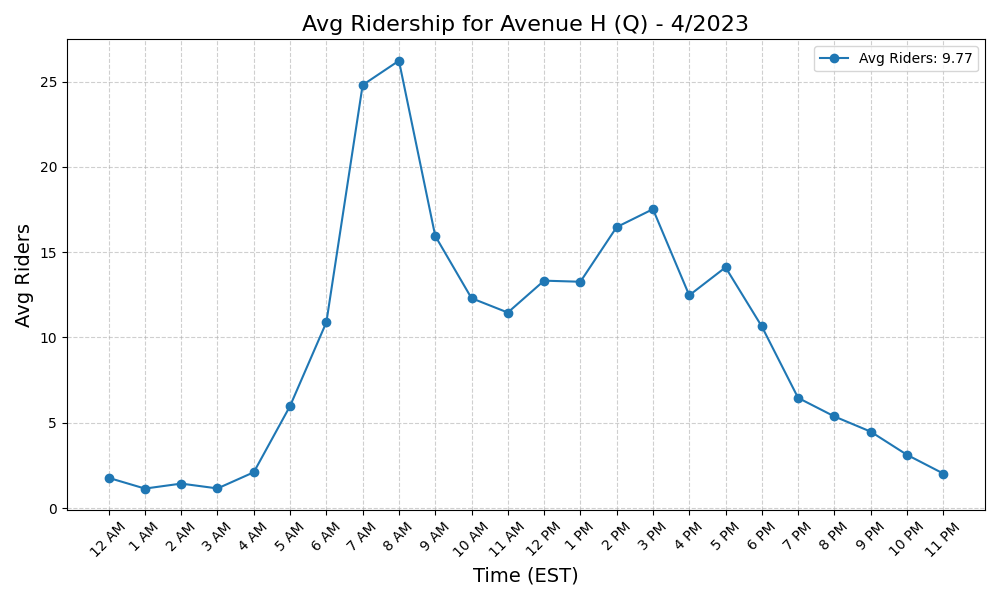 Avg Ridership for Avenue H (Q) - 4/2023
Avg Riders: 9.77
25
20
15
10
5
0
Avg Riders
12 AM
1 AM
2 AM
3 AM
4 AM
5 AM
6 AM
7 AM
8 AM
9 AM
10 AM
11 AM
12 PM
1 PM
2 PM
3 PM
4 PM
5 PM
6 PM
7 PM
8 PM
9 PM
10 PM
11 PM
Time (EST)